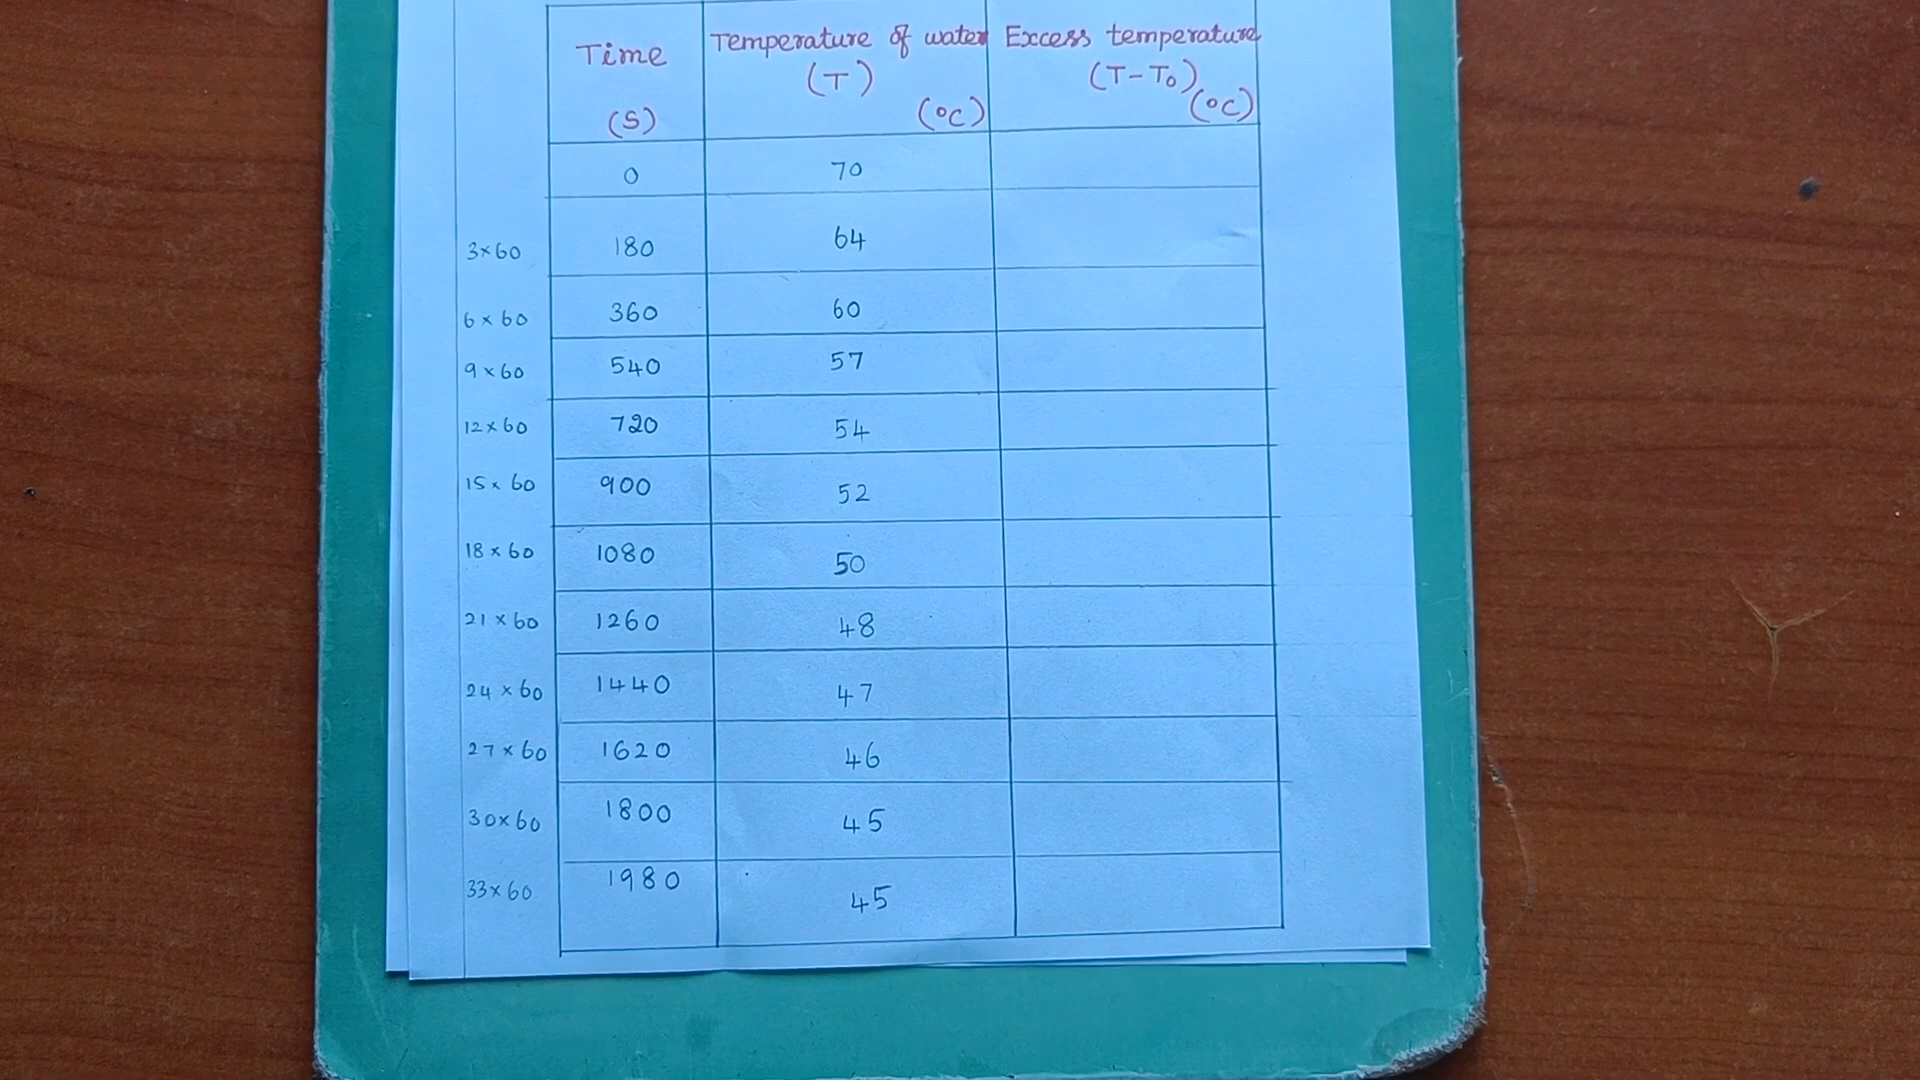 Time Temperature of water Excess temperature
(T) (T-T₀)
(S) (°C) (°C)
0 70
3×60 180 64
6×60 360 60
9×60 540 57
12×60 720 54
15×60 900 52
18×60 1080 50
21×60 1260 48
24×60 1440 47
27×60 1620 46
30×60 1800 45
33×60 1980 45